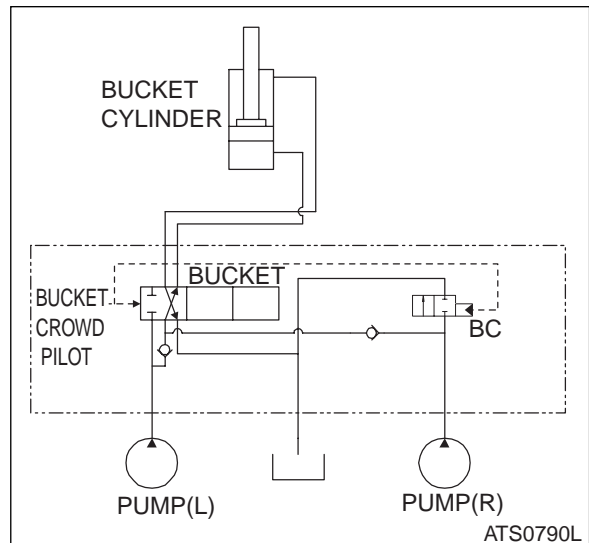 BUCKET
CYLINDER
BUCKET
BUCKET
CROWD
PILOT
BC
PUMP(L)
PUMP(R)
ATS0790L